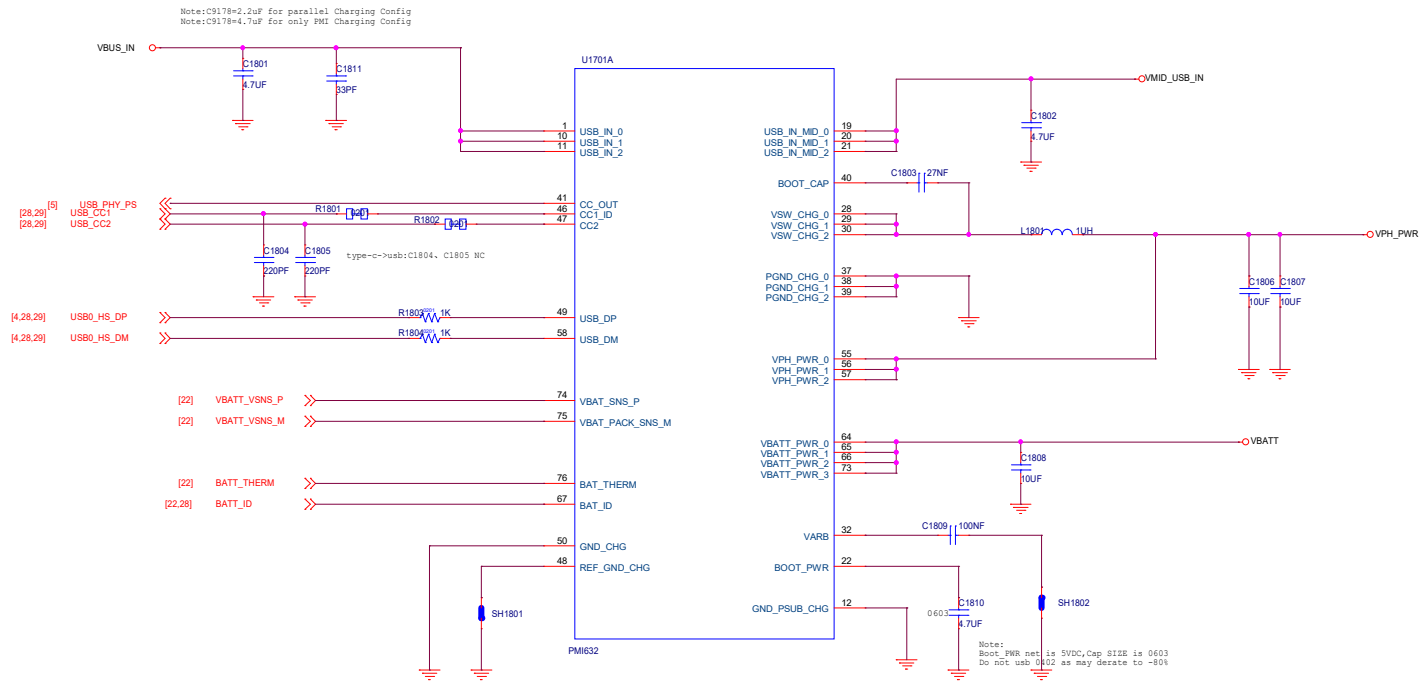 Note:C9178=2.2uF for parallel Charging Config
Note:C9178=4.7uF for only PMI Charging Config
VBUS_IN
C1801
4.7UF
C1811
33PF
U1701A
VMID_USB_IN
C1802
4.7UF
1 USB_IN_0
10 USB_IN_1
11 USB_IN_2
USB_IN_MID_0 19
USB_IN_MID_1 20
USB_IN_MID_2 21
BOOT_CAP 40
C1803 27NF
[5] USB_PHY_PS 41 CC_OUT
[28,29] USB_CC1 R1801 0201 46 CC1_ID
[28,29] USB_CC2 R1802 0201 47 CC2
VSW_CHG_0 28
VSW_CHG_1 29
VSW_CHG_2 30
L1801 1UH
VPH_PWR
C1804
220PF
C1805
220PF
type-c->usb:C1804、C1805 NC
PGND_CHG_0 37
PGND_CHG_1 38
PGND_CHG_2 39
C1806
10UF
C1807
10UF
[4,28,29] USB0_HS_DP R1803 0201 1K 49 USB_DP
[4,28,29] USB0_HS_DM R1804 0201 1K 58 USB_DM
VPH_PWR_0 55
VPH_PWR_1 56
VPH_PWR_2 57
[22] VBATT_VSNS_P 74 VBAT_SNS_P
[22] VBATT_VSNS_M 75 VBAT_PACK_SNS_M
VBATT_PWR_0 64
VBATT_PWR_1 65
VBATT_PWR_2 66
VBATT_PWR_3 73
VBATT
C1808
10UF
[22] BATT_THERM 76 BAT_THERM
[22,28] BATT_ID 67 BAT_ID
VARB 32
C1809 100NF
50 GND_CHG
48 REF_GND_CHG
BOOT_PWR 22
GND_PSUB_CHG 12
SH1801
0603
C1810
4.7UF
SH1802
PMI632
Note:
Boot_PWR net is 5VDC,Cap SIZE is 0603
Do not usb 0402 as may derate to -80%